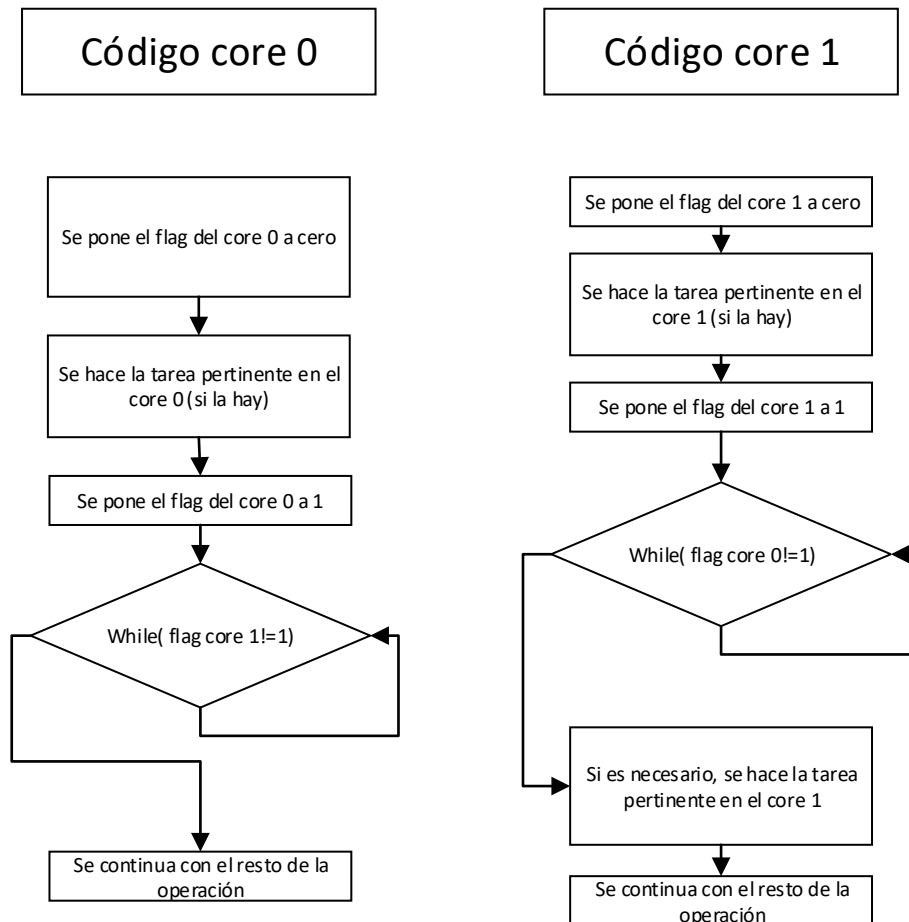 Código core 0
Se pone el flag del core 0 a cero
Se hace la tarea pertinente en el
core 0 (si la hay)
Se pone el flag del core 0 a 1
While( flag core 1!=1)
Se continua con el resto de la
operación
Código core 1
Se pone el flag del core 1 a cero
Se hace la tarea pertinente en el
core 1 (si la hay)
Se pone el flag del core 1 a 1
While( flag core 0!=1)
Si es necesario, se hace la tarea
pertinente en el core 1
Se continua con el resto de la
operación